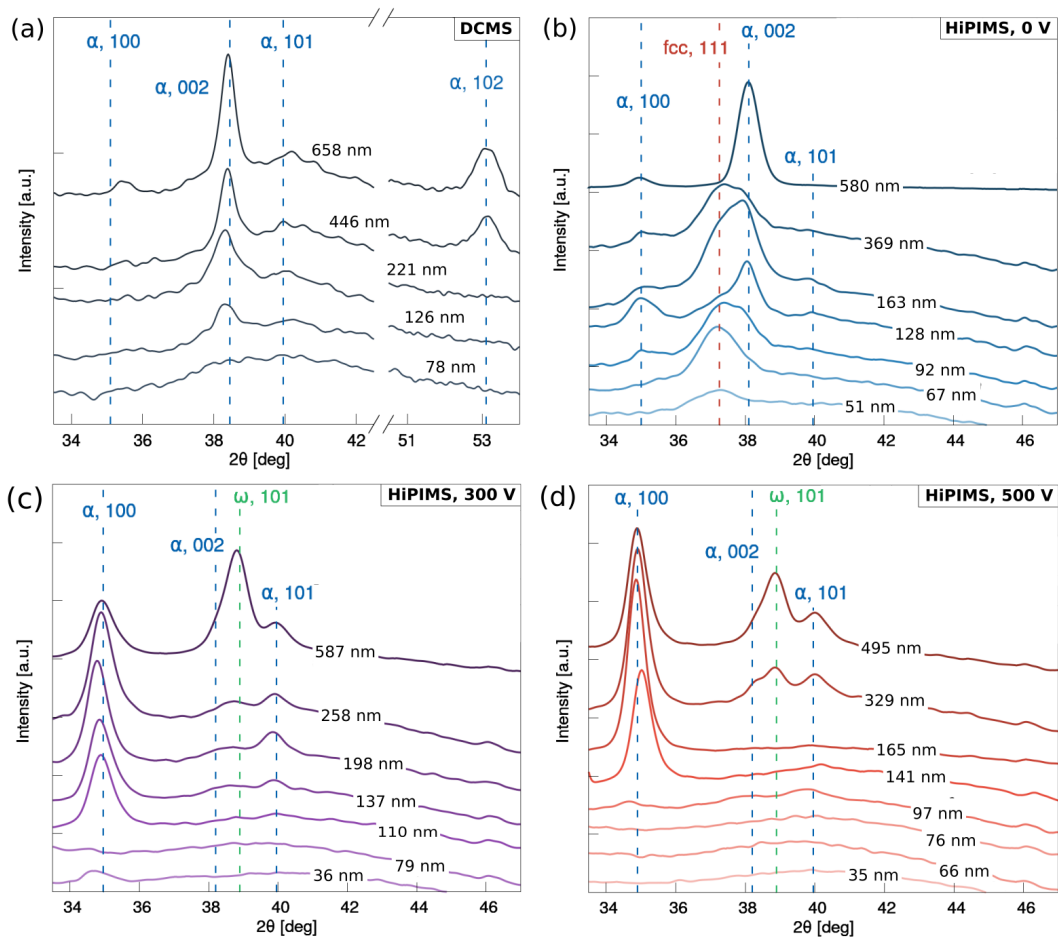 (a)
DCMS
α, 100
α, 002
α, 101
α, 102
658 nm
446 nm
221 nm
126 nm
78 nm
Intensity [a.u.]
34 36 38 40 42 51 53
2θ [deg]
(b)
HiPIMS, 0 V
fcc, 111
α, 002
α, 100
α, 101
580 nm
369 nm
163 nm
128 nm
92 nm
67 nm
51 nm
Intensity [a.u.]
34 36 38 40 42 44 46
2θ [deg]
(c)
HiPIMS, 300 V
α, 100
ω, 101
α, 002
α, 101
587 nm
258 nm
198 nm
137 nm
110 nm
79 nm
36 nm
Intensity [a.u.]
34 36 38 40 42 44 46
2θ [deg]
(d)
HiPIMS, 500 V
α, 100
ω, 101
α, 002
α, 101
495 nm
329 nm
165 nm
141 nm
97 nm
76 nm
66 nm
35 nm
Intensity [a.u.]
34 36 38 40 42 44 46
2θ [deg]